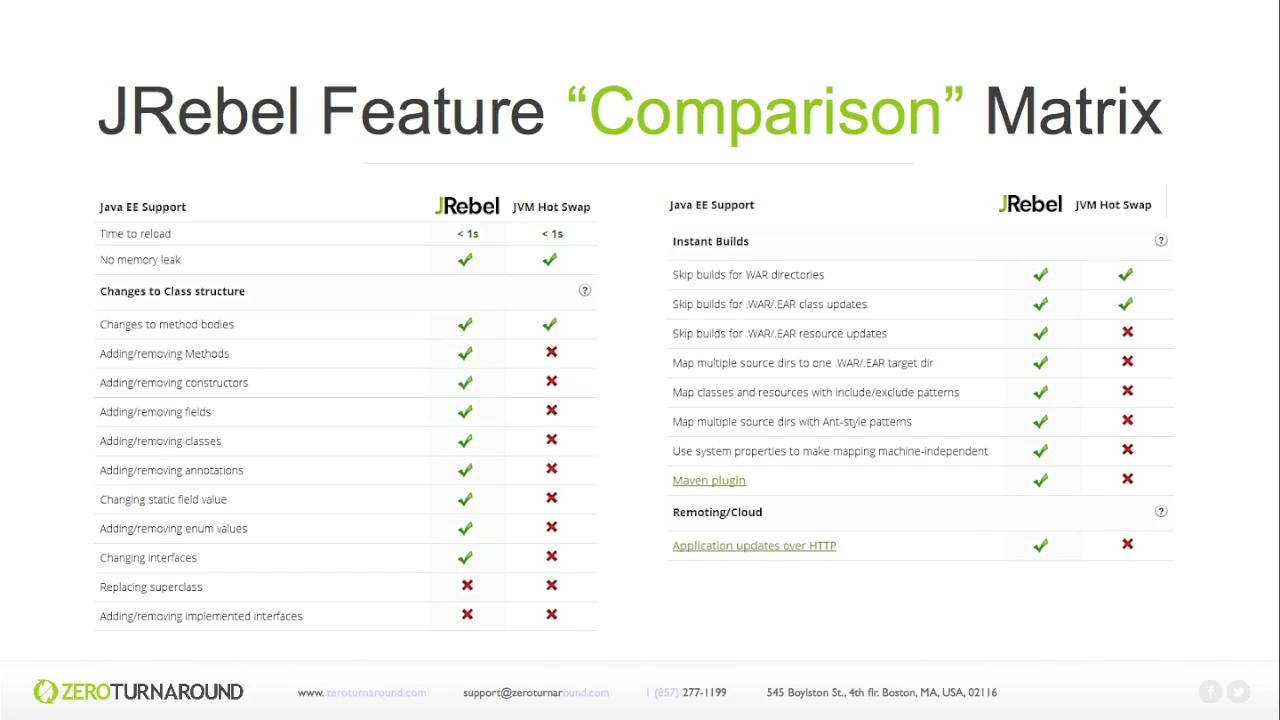 JRebel Feature “Comparison” Matrix
Java EE Support JRebel JVM Hot Swap
Time to reload < 1s < 1s
No memory leak
Changes to Class structure ?
Changes to method bodies
Adding/removing Methods
Adding/removing constructors
Adding/removing fields
Adding/removing classes
Adding/removing annotations
Changing static field value
Adding/removing enum values
Changing interfaces
Replacing superclass
Adding/removing implemented interfaces
Java EE Support JRebel JVM Hot Swap
Instant Builds ?
Skip builds for WAR directories
Skip builds for .WAR/.EAR class updates
Skip builds for .WAR/.EAR resource updates
Map multiple source dirs to one .WAR/.EAR target dir
Map classes and resources with include/exclude patterns
Map multiple source dirs with Ant-style patterns
Use system properties to make mapping machine-independent
Maven plugin
Remoting/Cloud ?
Application updates over HTTP
ZEROTURNAROUND www. zeroturnaround.com support@zeroturnaround.com 1 (857) 277-1199 545 Boylston St., 4th flr. Boston, MA, USA, 02116